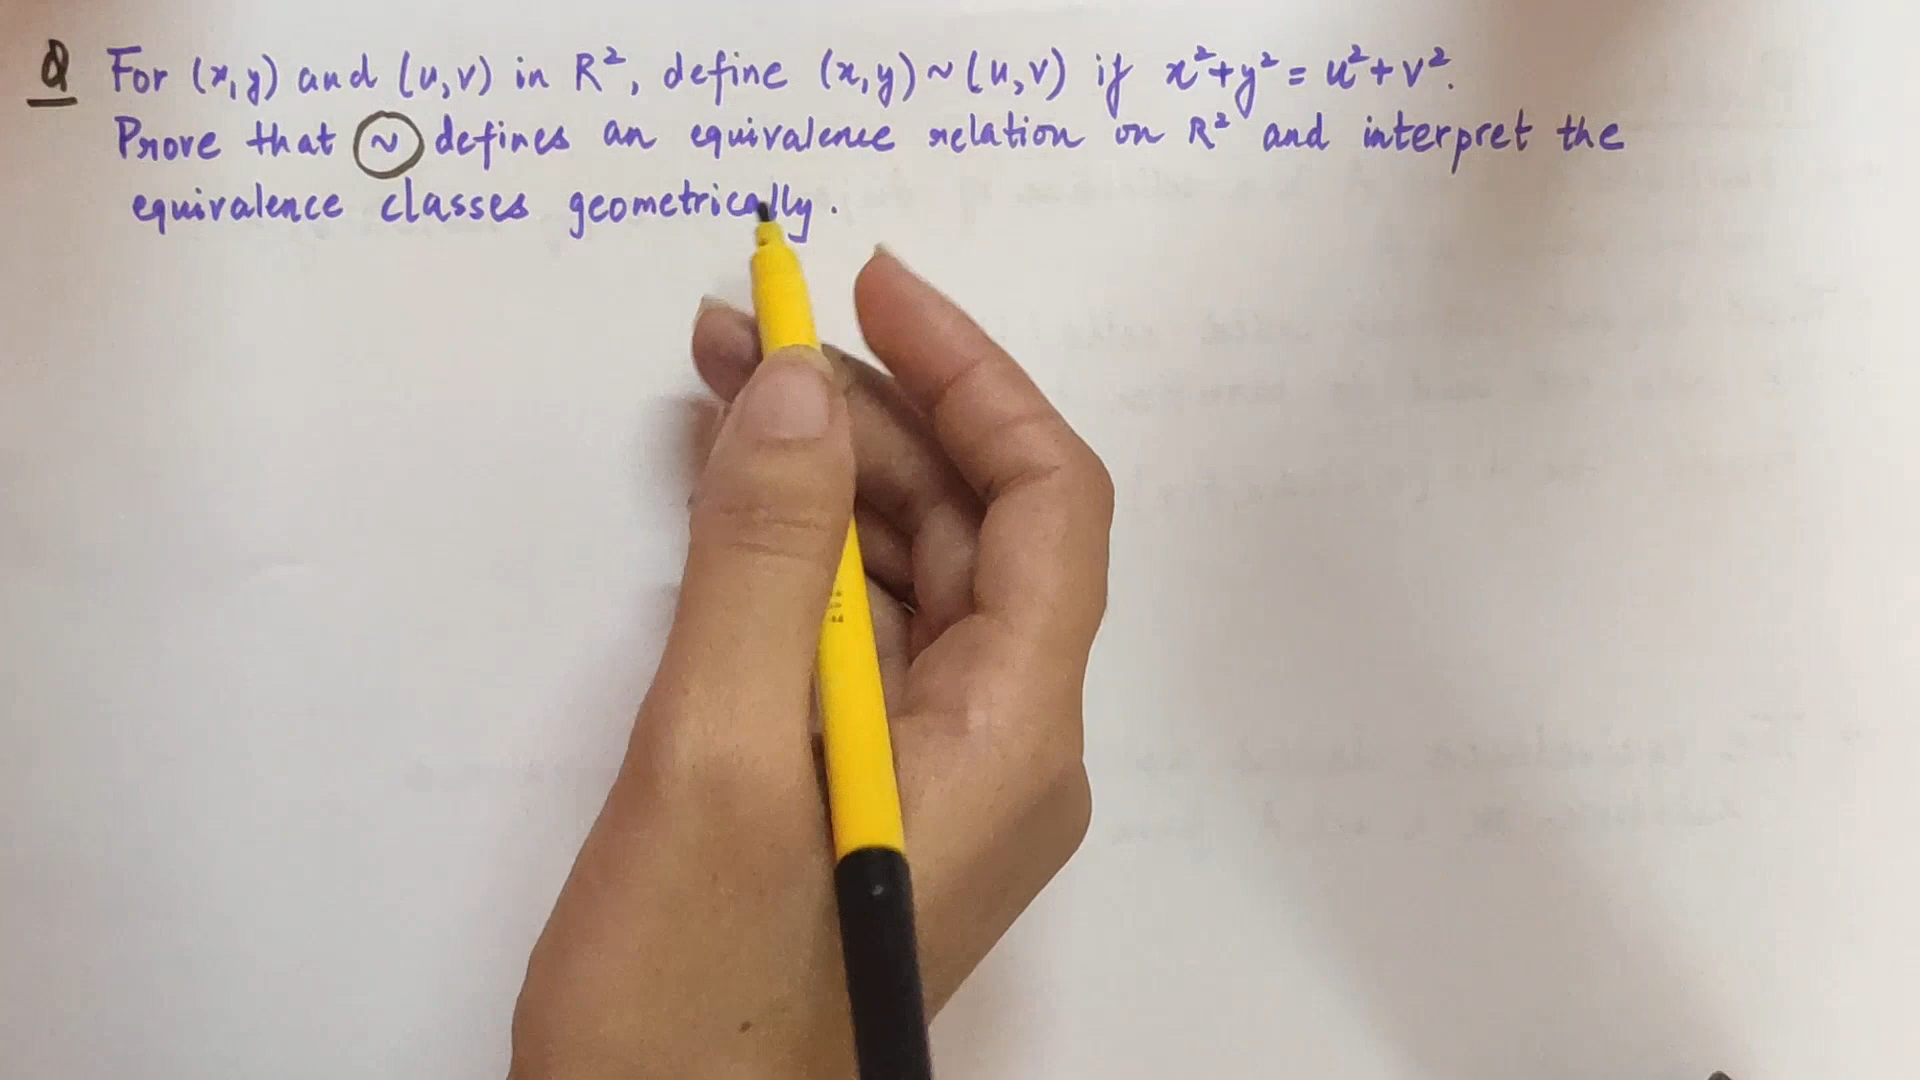 Q For (x,y) and (u,v) in R², define (x,y) ~ (u,v) if x²+y² = u²+v².
Prove that ~ defines an equivalence relation on R² and interpret the
equivalence classes geometrically.